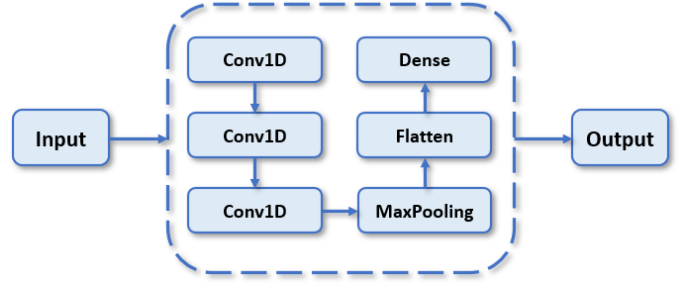 Input
Conv1D
Conv1D
Conv1D
MaxPooling
Flatten
Dense
Output